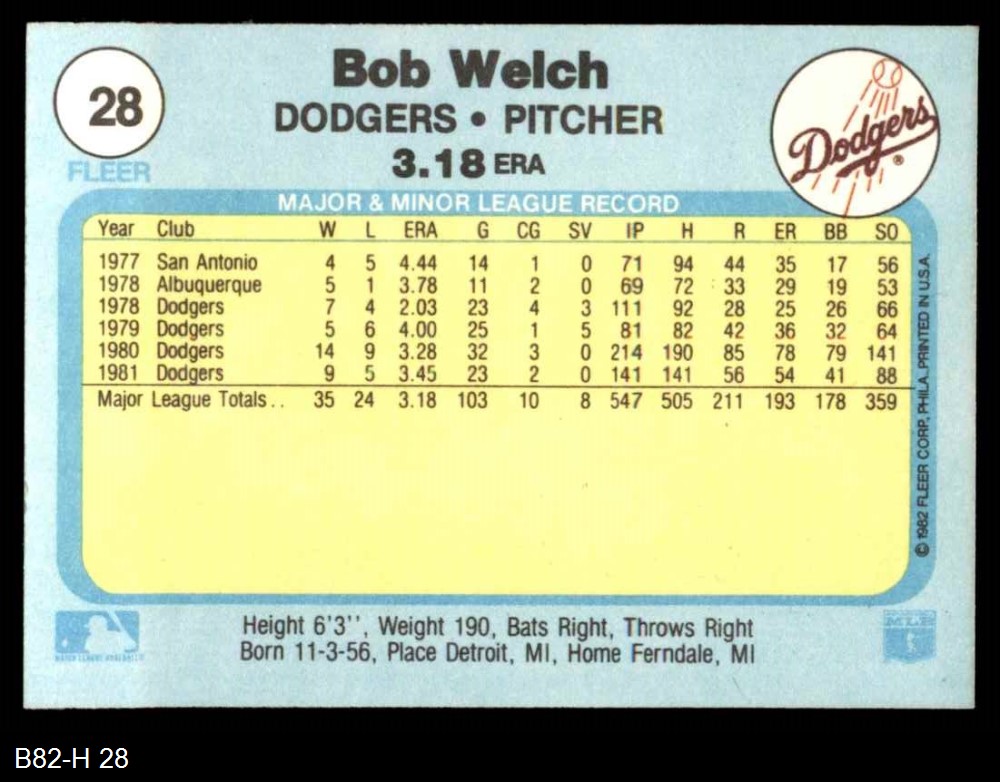 28
FLEER
Bob Welch
DODGERS • PITCHER
3.18 ERA
Dodgers ®
MAJOR & MINOR LEAGUE RECORD
Year Club W L ERA G CG SV IP H R ER BB SO
1977 San Antonio 4 5 4.44 14 1 0 71 94 44 35 17 56
1978 Albuquerque 5 1 3.78 11 2 0 69 72 33 29 19 53
1978 Dodgers 7 4 2.03 23 4 3 111 92 28 25 26 66
1979 Dodgers 5 6 4.00 25 1 5 81 82 42 36 32 64
1980 Dodgers 14 9 3.28 32 3 0 214 190 85 78 79 141
1981 Dodgers 9 5 3.45 23 2 0 141 141 56 54 41 88
Major League Totals.. 35 24 3.18 103 10 8 547 505 211 193 178 359
© 1982 FLEER CORP., PHILA., PRINTED IN U.S.A.
Height 6'3'', Weight 190, Bats Right, Throws Right
Born 11-3-56, Place Detroit, MI, Home Ferndale, MI
MAJOR LEAGUE BASEBALL
MLB
B82-H 28